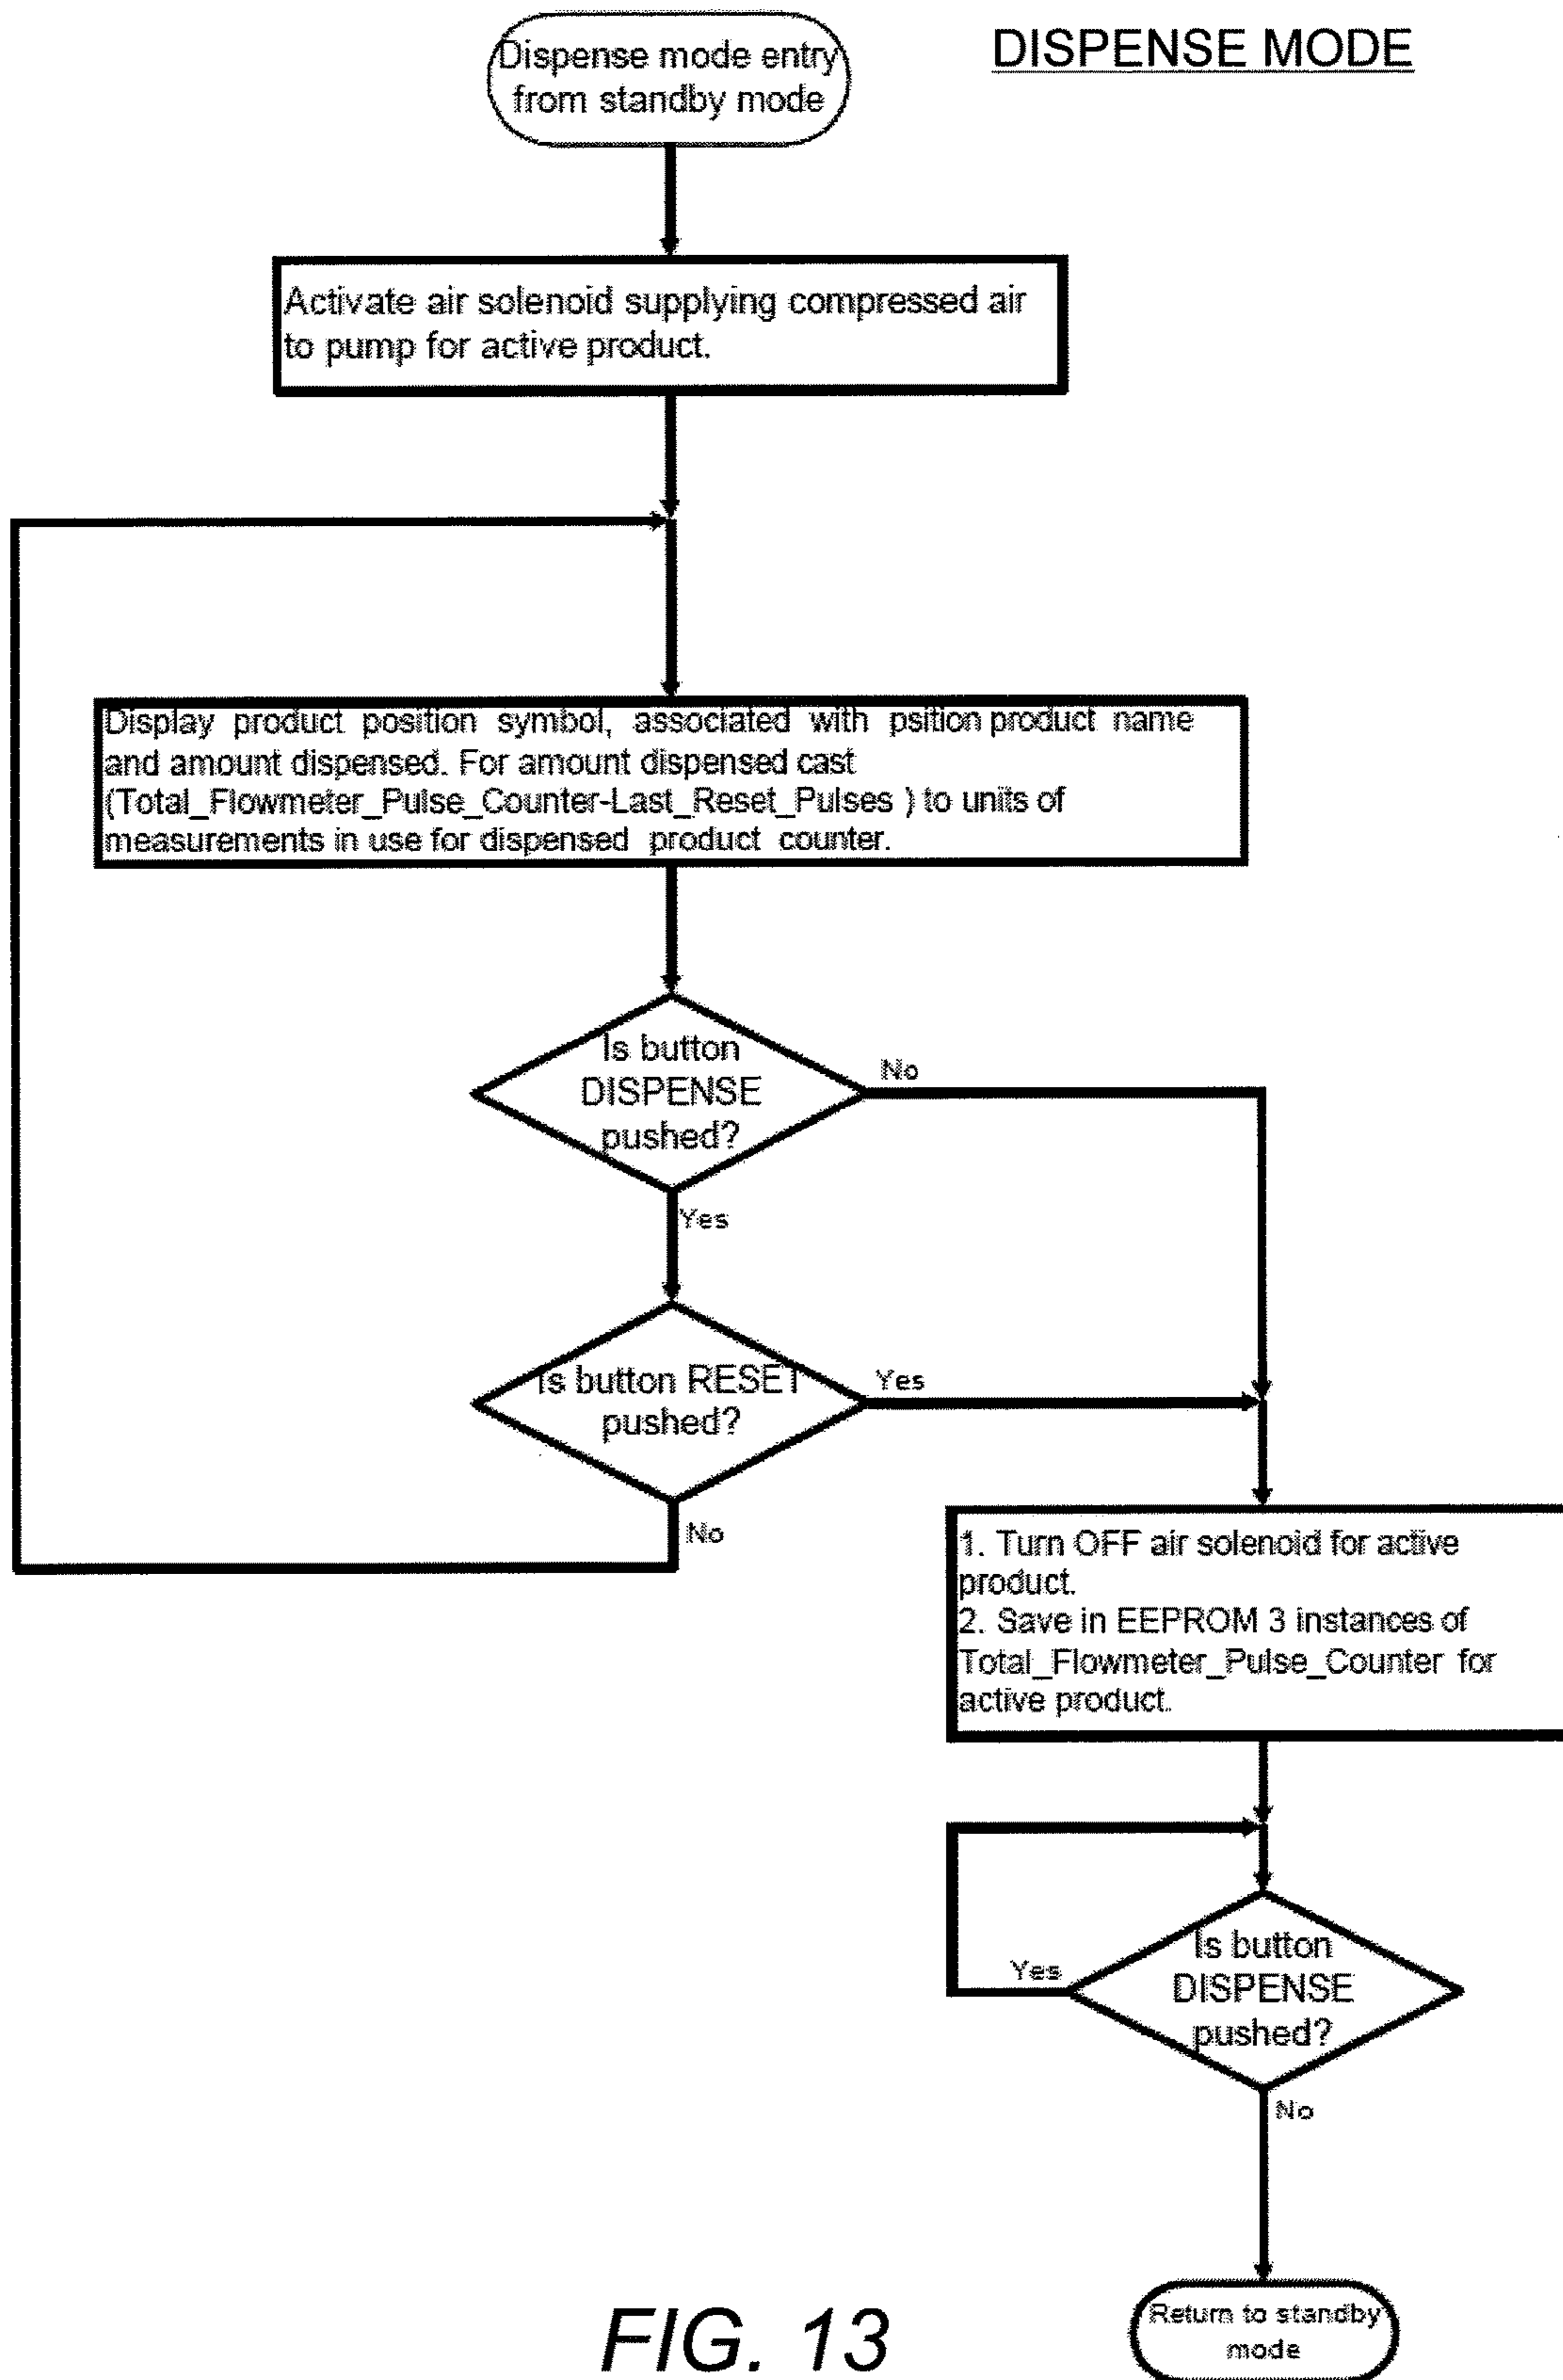 DISPENSE MODE
Dispense mode entry
from standby mode
Activate air solenoid supplying compressed air
to pump for active product.
Display product position symbol, associated with psition product name
and amount dispensed. For amount dispensed cast
(Total_Flowmeter_Pulse_Counter-Last_Reset_Pulses ) to units of
measurements in use for dispensed product counter.
Is button
DISPENSE
pushed?
No
Yes
Is button RESET
pushed?
Yes
No
1. Turn OFF air solenoid for active
product.
2. Save in EEPROM 3 instances of
Total_Flowmeter_Pulse_Counter for
active product.
Is button
DISPENSE
pushed?
Yes
No
Return to standby
mode
FIG. 13